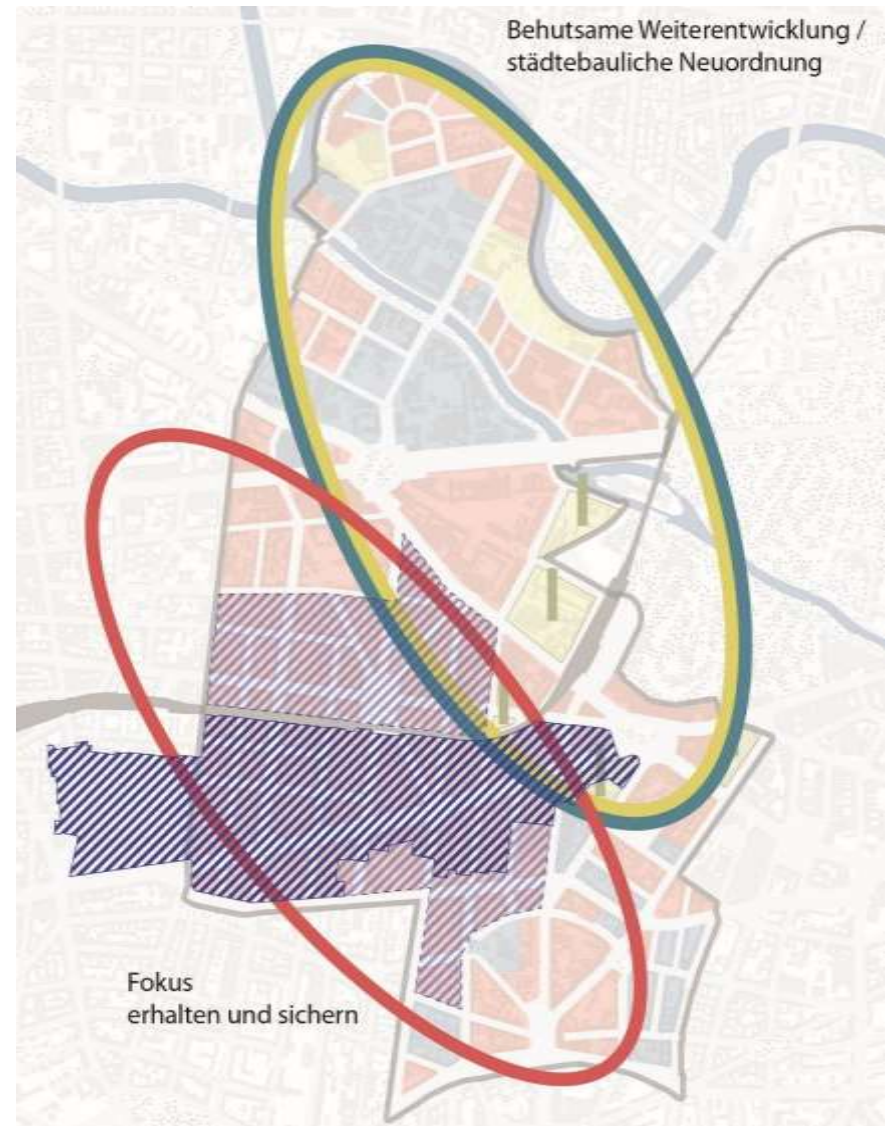 Behutsame Weiterentwicklung /
städtebauliche Neuordnung
Fokus
erhalten und sichern